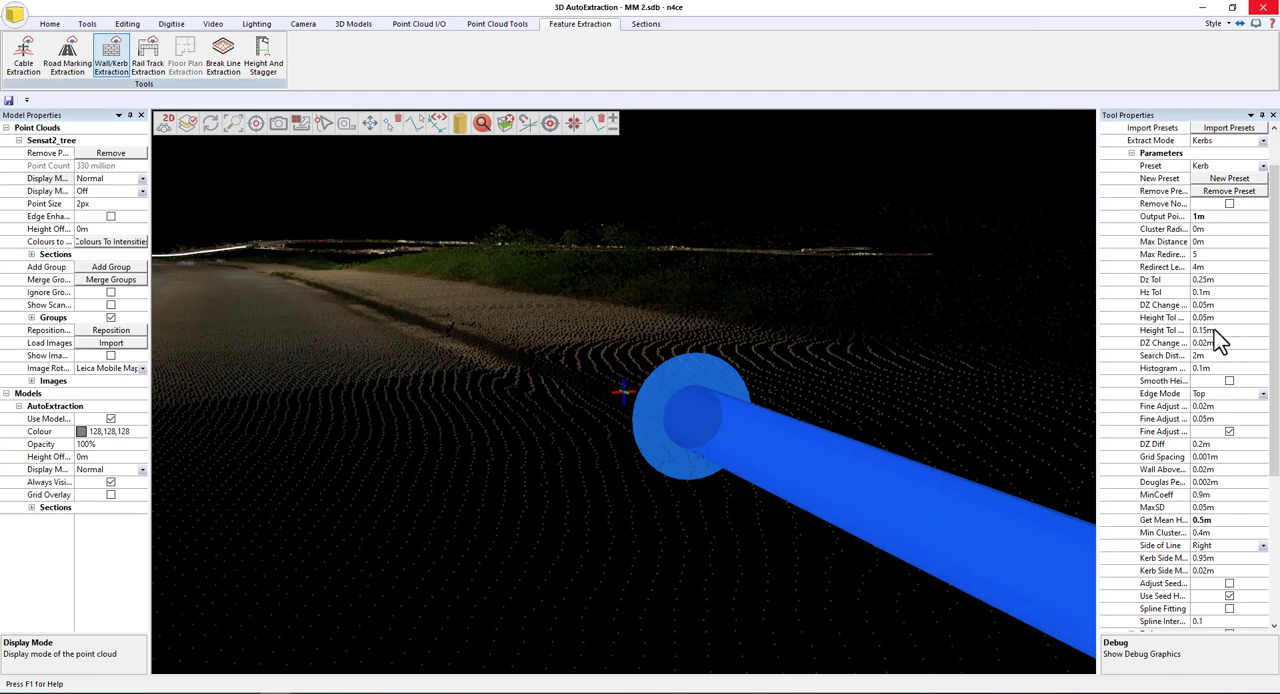 3D AutoExtraction - MM 2.sdb - n4ce
Home Tools Editing Digitise Video Lighting Camera 3D Models Point Cloud I/O Point Cloud Tools Feature Extraction Sections Style
Cable Extraction
Road Marking Extraction
Wall/Kerb Extraction
Rail Track Extraction
Floor Plan Extraction
Break Line Extraction
Height And Stagger
Tools
Model Properties
Point Clouds
Sensat2_tree
Remove P... Remove
Point Count 330 million
Display M... Normal
Display M... Off
Point Size 2px
Edge Enha...
Height Off... 0m
Colours to ... Colours To Intensitie
Sections
Add Group Add Group
Merge Gro... Merge Groups
Ignore Gro...
Show Scan...
Groups
Reposition... Reposition
Load Images Import
Show Ima...
Image Rot... Leica Mobile Map
Images
Models
AutoExtraction
Use Model...
Colour 128,128,128
Opacity 100%
Height Off... 0m
Display M... Normal
Always Visi...
Grid Overlay
Sections
Display Mode
Display mode of the point cloud
Press F1 for Help
2D
Tool Properties
Import Presets Import Presets
Extract Mode Kerbs
Parameters
Preset Kerb
New Preset New Preset
Remove Pre... Remove Preset
Remove No...
Output Poi... 1m
Cluster Radi... 0m
Max Distance 0m
Max Redire... 5
Redirect Le... 4m
Dz Tol 0.25m
Hz Tol 0.1m
DZ Change ... 0.05m
Height Tol ... 0.05m
Height Tol ... 0.15m
DZ Change ... 0.02m
Search Dist... 2m
Histogram ... 0.1m
Smooth Hei...
Edge Mode Top
Fine Adjust ... 0.02m
Fine Adjust ... 0.05m
Fine Adjust ...
DZ Diff 0.2m
Grid Spacing 0.001m
Wall Above... 0.02m
Douglas Pe... 0.002m
MinCoeff 0.9m
MaxSD 0.05m
Get Mean H... 0.5m
Min Cluster... 0.4m
Side of Line Right
Kerb Side M... 0.95m
Kerb Side M... 0.02m
Adjust Seed...
Use Seed H...
Spline Fitting
Spline Inter... 0.1
Debug
Show Debug Graphics